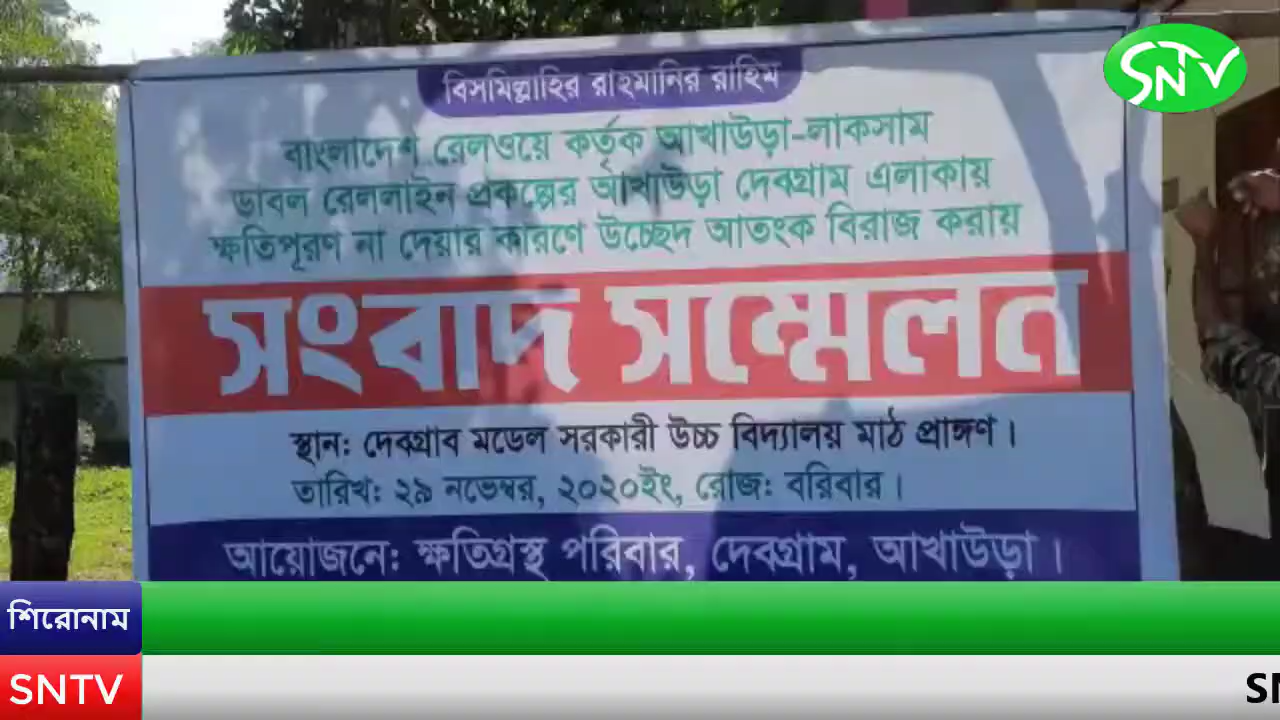 SNTV
বিসমিল্লাহির রাহমানির রাহিম
বাংলাদেশ রেলওয়ে কর্তৃক আখাউড়া-লাকসাম
ডাবল রেললাইন প্রকল্পের আখাউড়া দেবগ্রাম এলাকায়
ক্ষতিপূরণ না দেয়ার কারণে উচ্ছেদ আতংক বিরাজ করায়
সংবাদ সম্মেলন
স্থান: দেবগ্রাব মডেল সরকারী উচ্চ বিদ্যালয় মাঠ প্রাঙ্গণ।
তারিখ: ২৯ নভেম্বর, ২০২০ইং, রোজ: বরিবার।
আয়োজনে: ক্ষতিগ্রস্থ পরিবার, দেবগ্রাম, আখাউড়া।
শিরোনাম
SNTV